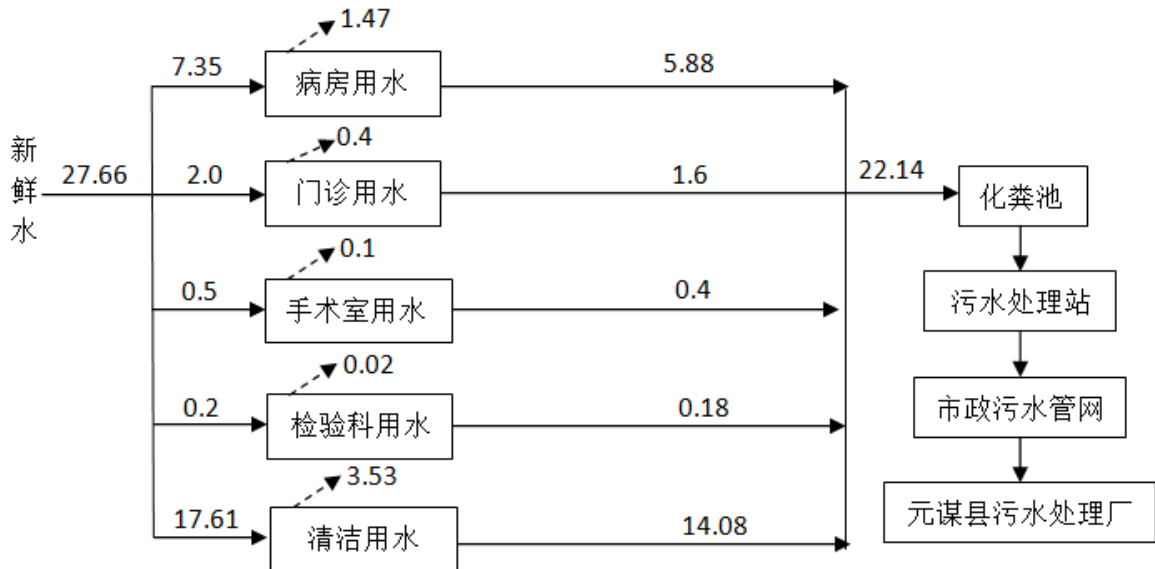 1.47
7.35
病房用水
5.88
0.4
新鲜水
27.66
2.0
门诊用水
1.6
22.14
化粪池
0.1
0.5
手术室用水
0.4
污水处理站
0.02
0.2
检验科用水
0.18
市政污水管网
3.53
17.61
清洁用水
14.08
元谋县污水处理厂